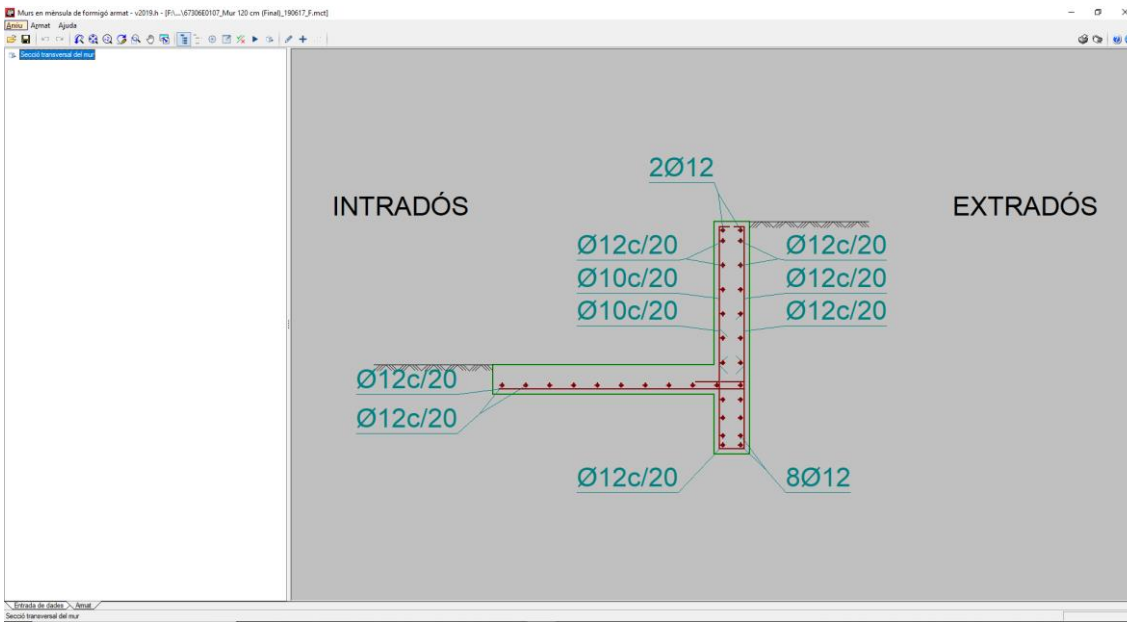 Murs en mènsula de formigó armat - v2019.h - [F:\...\67306E0107_Mur 120 cm (Final)_190617_F.mct]
Arxiu Armat Ajuda
Secció transversal del mur
2Ø12
INTRADÓS
EXTRADÓS
Ø12c/20 Ø12c/20
Ø10c/20 Ø12c/20
Ø10c/20 Ø12c/20
Ø12c/20
Ø12c/20
Ø12c/20 8Ø12
Entrada de dades Armat
Secció transversal del mur